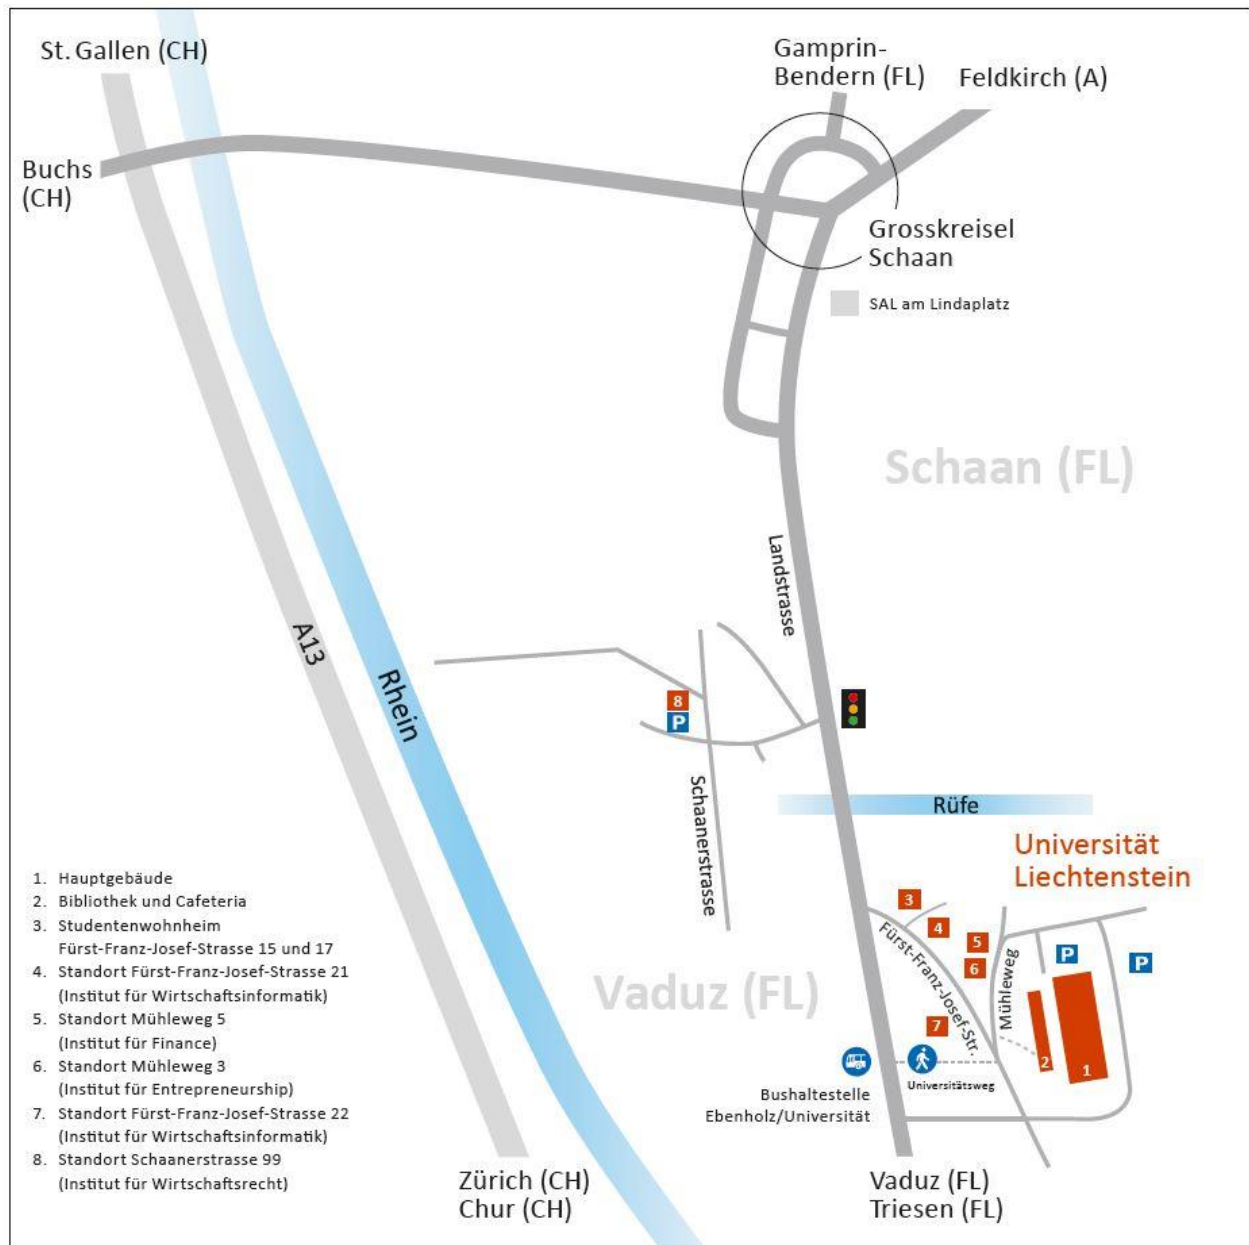 St. Gallen (CH)
Gamprin-
Bendern (FL)
Feldkirch (A)
Buchs
(CH)
Grosskreisel
Schaan
SAL am Lindaplatz
Schaan (FL)
Landstrasse
A13
Rhein
8
P
Schaanerstrasse
Rüfe
Universität
Liechtenstein
1. Hauptgebäude
2. Bibliothek und Cafeteria
3. Studentenwohnheim
Fürst-Franz-Josef-Strasse 15 und 17
4. Standort Fürst-Franz-Josef-Strasse 21
(Institut für Wirtschaftsinformatik)
5. Standort Mühleweg 5
(Institut für Finance)
6. Standort Mühleweg 3
(Institut für Entrepreneurship)
7. Standort Fürst-Franz-Josef-Strasse 22
(Institut für Wirtschaftsinformatik)
8. Standort Schaanerstrasse 99
(Institut für Wirtschaftsrecht)
Vaduz (FL)
3
4
5
6
7
Fürst-Franz-Josef-Str.
Mühleweg
P
P
2
1
Universitätsweg
Bushaltestelle
Ebenholz/Universität
Zürich (CH)
Chur (CH)
Vaduz (FL)
Triesen (FL)